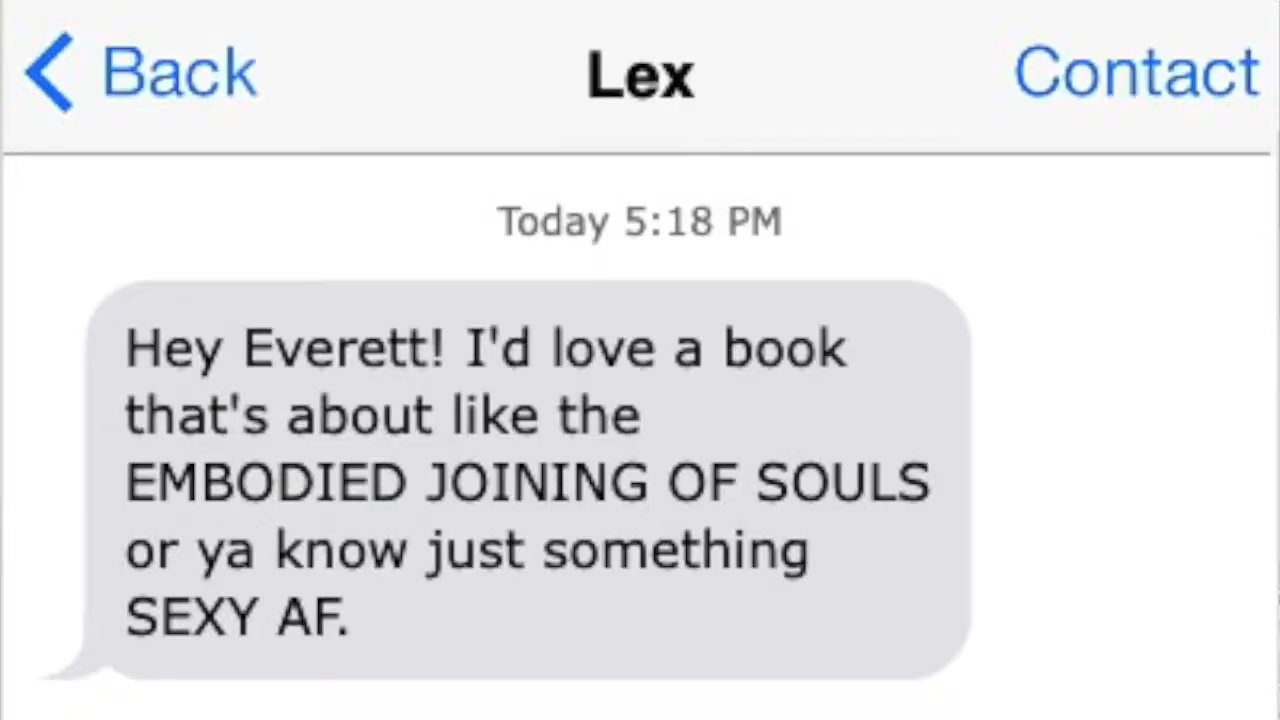 Back Lex Contact
Today 5:18 PM
Hey Everett! I'd love a book
that's about like the
EMBODIED JOINING OF SOULS
or ya know just something
SEXY AF.